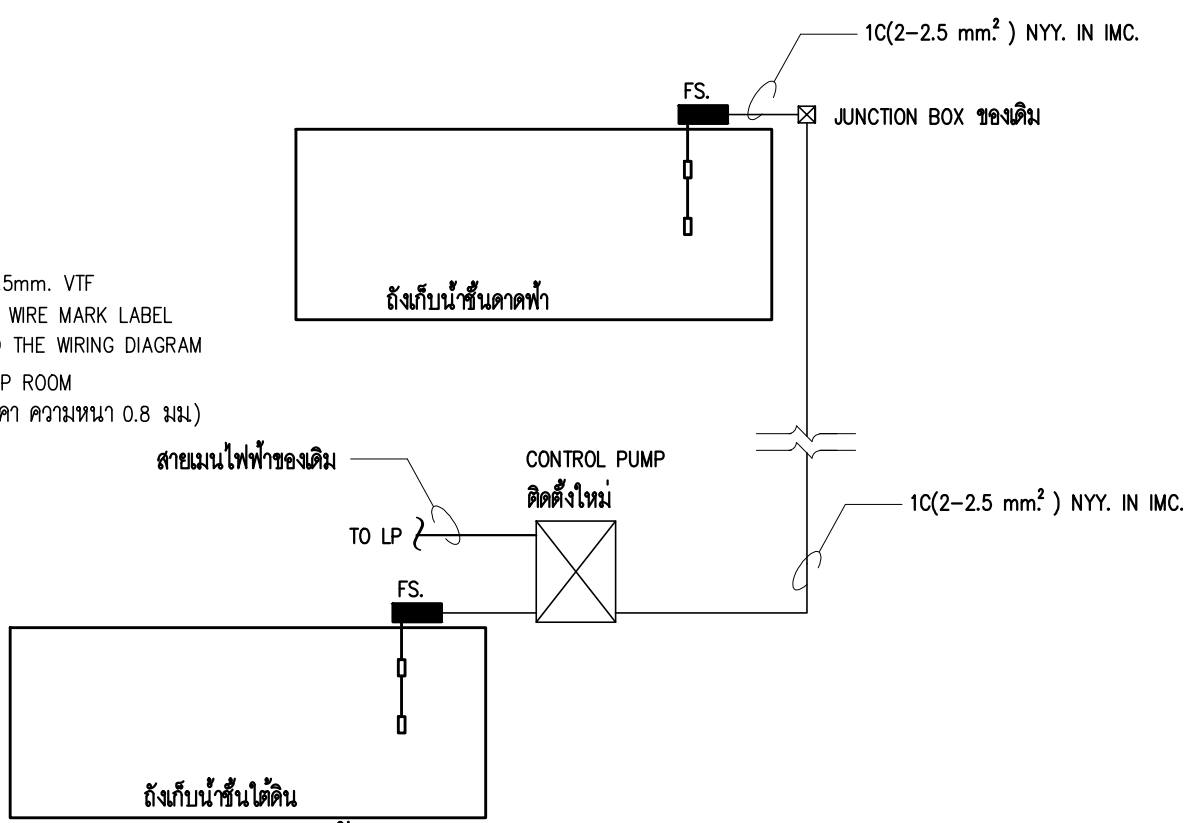 1C(2-2.5 mm.² ) NYY. IN IMC.
FS.
JUNCTION BOX ของเดิม
ถังเก็บน้ำชั้นดาดฟ้า
5mm. VTF
WIRE MARK LABEL
THE WIRING DIAGRAM
P ROOM
คา ความหนา 0.8 มม.)
สายเมนไฟฟ้าของเดิม
CONTROL PUMP
ติดตั้งใหม่
1C(2-2.5 mm.² ) NYY. IN IMC.
TO LP
FS.
ถังเก็บน้ำชั้นใต้ดิน